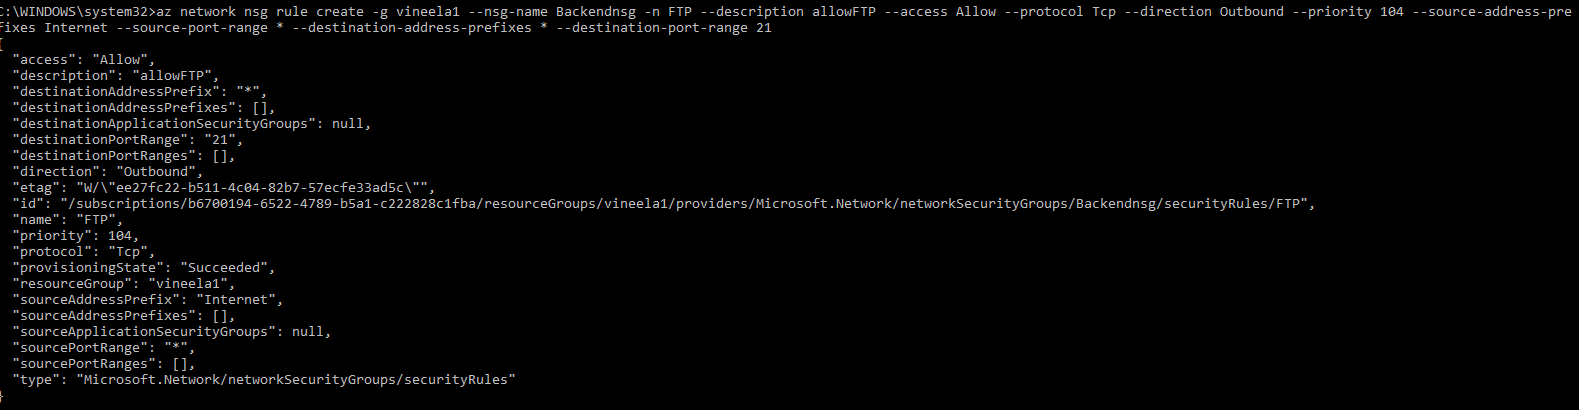 C:\WINDOWS\system32>az network nsg rule create -g vineela1 --nsg-name Backendnsg -n FTP --description allowFTP --access Allow --protocol Tcp --direction Outbound --priority 104 --source-address-pre
fixes Internet --source-port-range * --destination-address-prefixes * --destination-port-range 21
{
  "access": "Allow",
  "description": "allowFTP",
  "destinationAddressPrefix": "*",
  "destinationAddressPrefixes": [],
  "destinationApplicationSecurityGroups": null,
  "destinationPortRange": "21",
  "destinationPortRanges": [],
  "direction": "Outbound",
  "etag": "W/\"ee27fc22-b511-4c04-82b7-57ecfe33ad5c\"",
  "id": "/subscriptions/b6700194-6522-4789-b5a1-c222828c1fba/resourceGroups/vineela1/providers/Microsoft.Network/networkSecurityGroups/Backendnsg/securityRules/FTP",
  "name": "FTP",
  "priority": 104,
  "protocol": "Tcp",
  "provisioningState": "Succeeded",
  "resourceGroup": "vineela1",
  "sourceAddressPrefix": "Internet",
  "sourceAddressPrefixes": [],
  "sourceApplicationSecurityGroups": null,
  "sourcePortRange": "*",
  "sourcePortRanges": [],
  "type": "Microsoft.Network/networkSecurityGroups/securityRules"
}